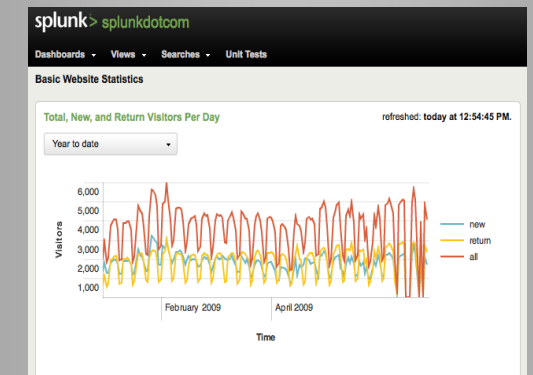 splunk> splunkdotcom
Dashboards Views Searches Unit Tests
Basic Website Statistics
Total, New, and Return Visitors Per Day refreshed: today at 12:54:45 PM.
Year to date
6,000
5,000
4,000
3,000
2,000
1,000
Visitors
new
return
all
February 2009 April 2009
Time